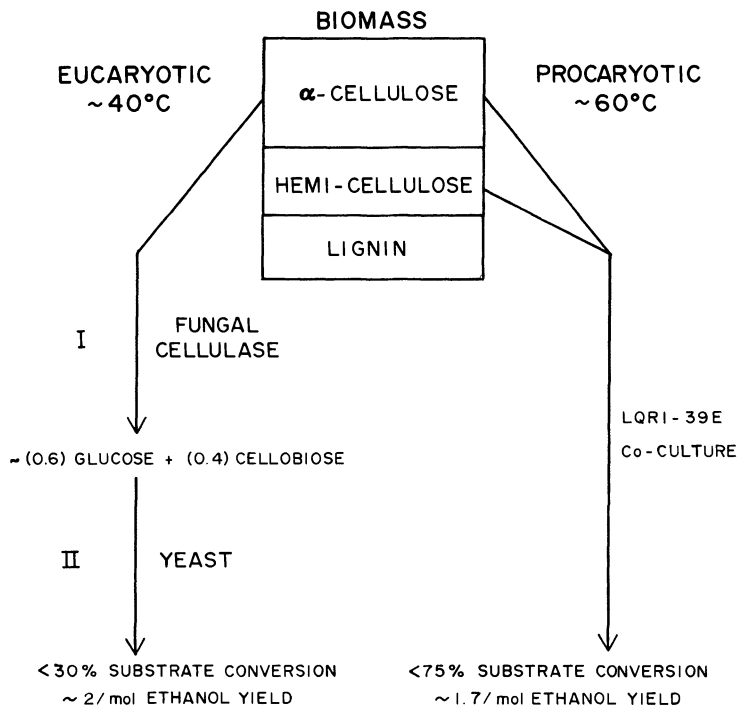 BIOMASS
EUCARYOTIC
~40°C
α-CELLULOSE
HEMI-CELLULOSE
LIGNIN
PROCARYOTIC
~60°C
I
FUNGAL
CELLULASE
~(0.6) GLUCOSE + (0.4) CELLOBIOSE
II
YEAST
<30% SUBSTRATE CONVERSION
~2/mol ETHANOL YIELD
LQRI-39E
Co-CULTURE
<75% SUBSTRATE CONVERSION
~1.7/mol ETHANOL YIELD